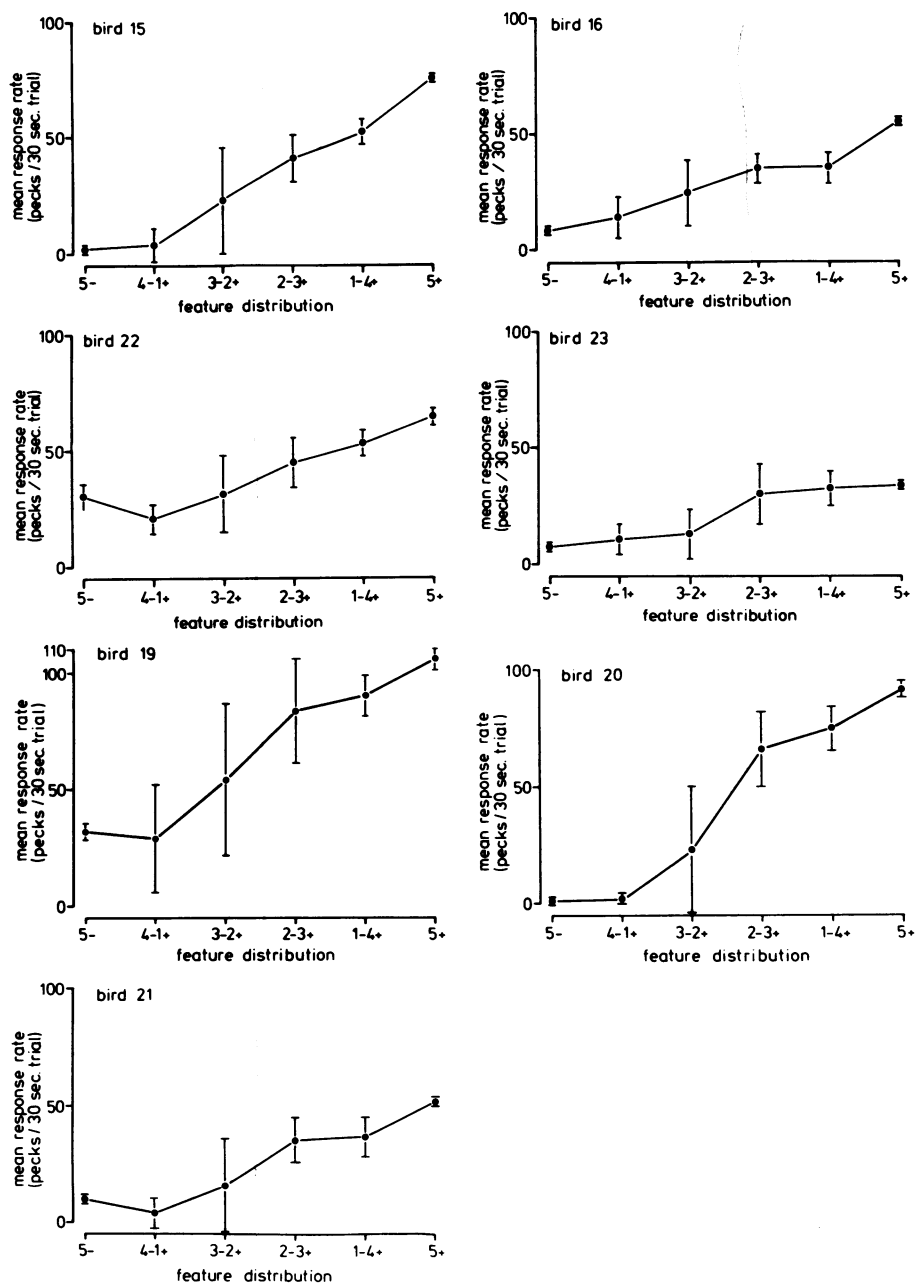 bird 15
100
50
0
mean response rate
(pecks / 30 sec. trial)
5- 4-1+ 3-2+ 2-3+ 1-4+ 5+
feature distribution
bird 16
100
50
0
mean response rate
(pecks / 30 sec. trial)
5- 4-1+ 3-2+ 2-3+ 1-4+ 5+
feature distribution
bird 22
100
50
0
mean response rate
(pecks / 30 sec. trial)
5- 4-1+ 3-2+ 2-3+ 1-4+ 5+
feature distribution
bird 23
100
50
0
mean response rate
(pecks / 30 sec. trial)
5- 4-1+ 3-2+ 2-3+ 1-4+ 5+
feature distribution
bird 19
110
100
50
0
mean response rate
(pecks / 30 sec. trial)
5- 4-1+ 3-2+ 2-3+ 1-4+ 5+
feature distribution
bird 20
100
50
0
mean response rate
(pecks / 30 sec. trial)
5- 4-1+ 3-2+ 2-3+ 1-4+ 5+
feature distribution
bird 21
100
50
0
mean response rate
(pecks / 30 sec. trial)
5- 4-1+ 3-2+ 2-3+ 1-4+ 5+
feature distribution